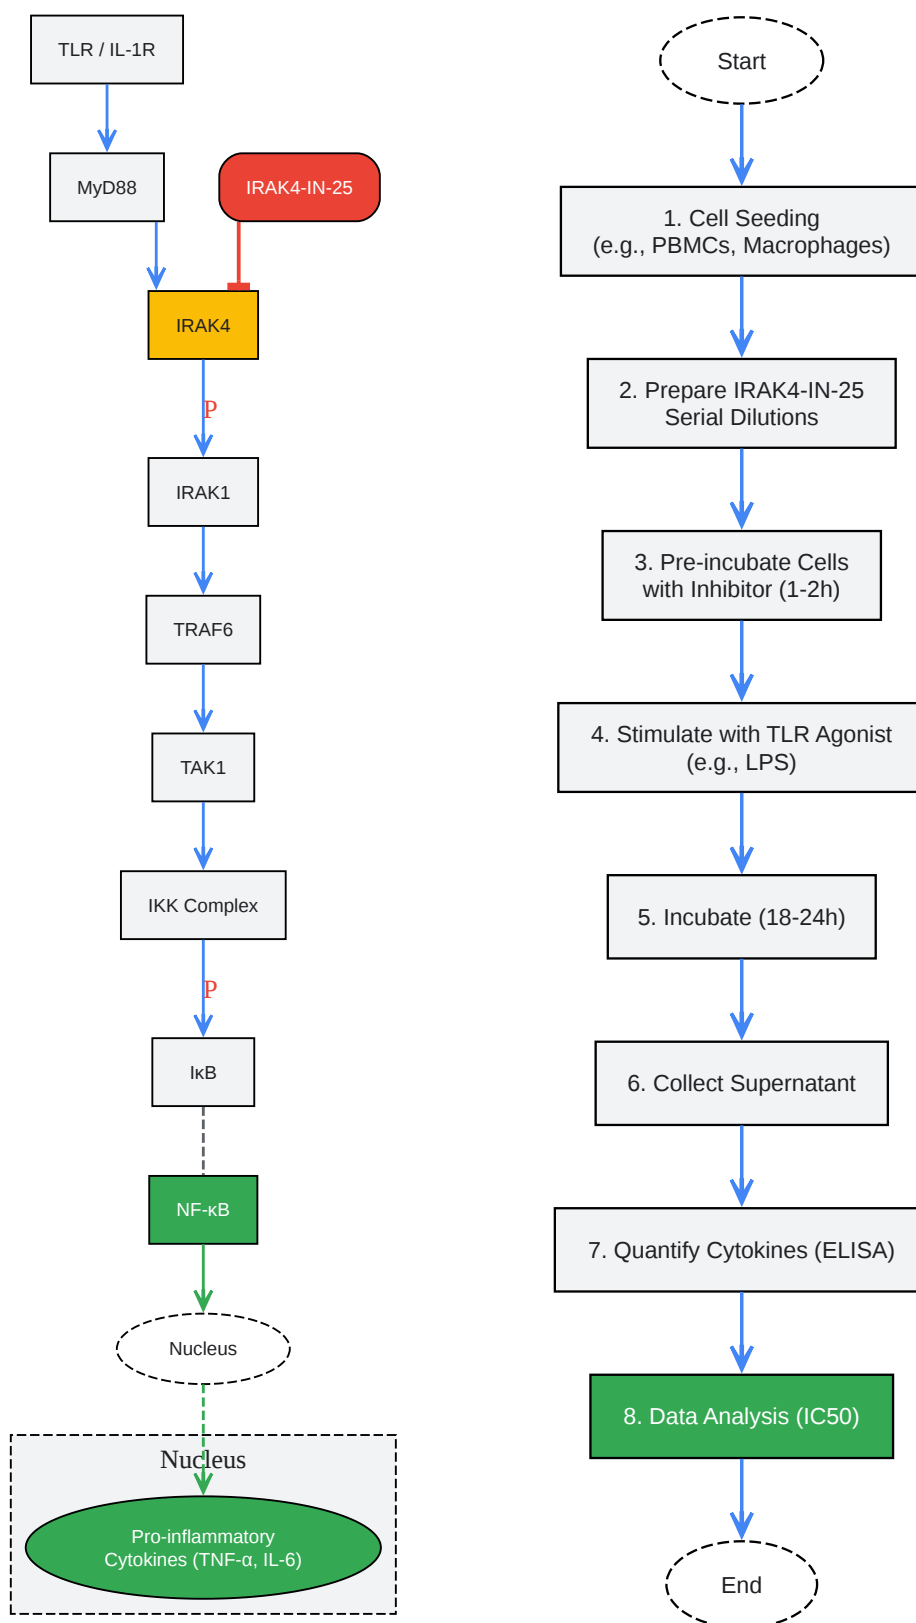 TLR / IL-1R
MyD88
IRAK4-IN-25
IRAK4
P
IRAK1
TRAF6
TAK1
IKK Complex
P
IκB
NF-κB
Nucleus
Nucleus
Pro-inflammatory
Cytokines (TNF-α, IL-6)
Start
1. Cell Seeding
(e.g., PBMCs, Macrophages)
2. Prepare IRAK4-IN-25
Serial Dilutions
3. Pre-incubate Cells
with Inhibitor (1-2h)
4. Stimulate with TLR Agonist
(e.g., LPS)
5. Incubate (18-24h)
6. Collect Supernatant
7. Quantify Cytokines (ELISA)
8. Data Analysis (IC50)
End